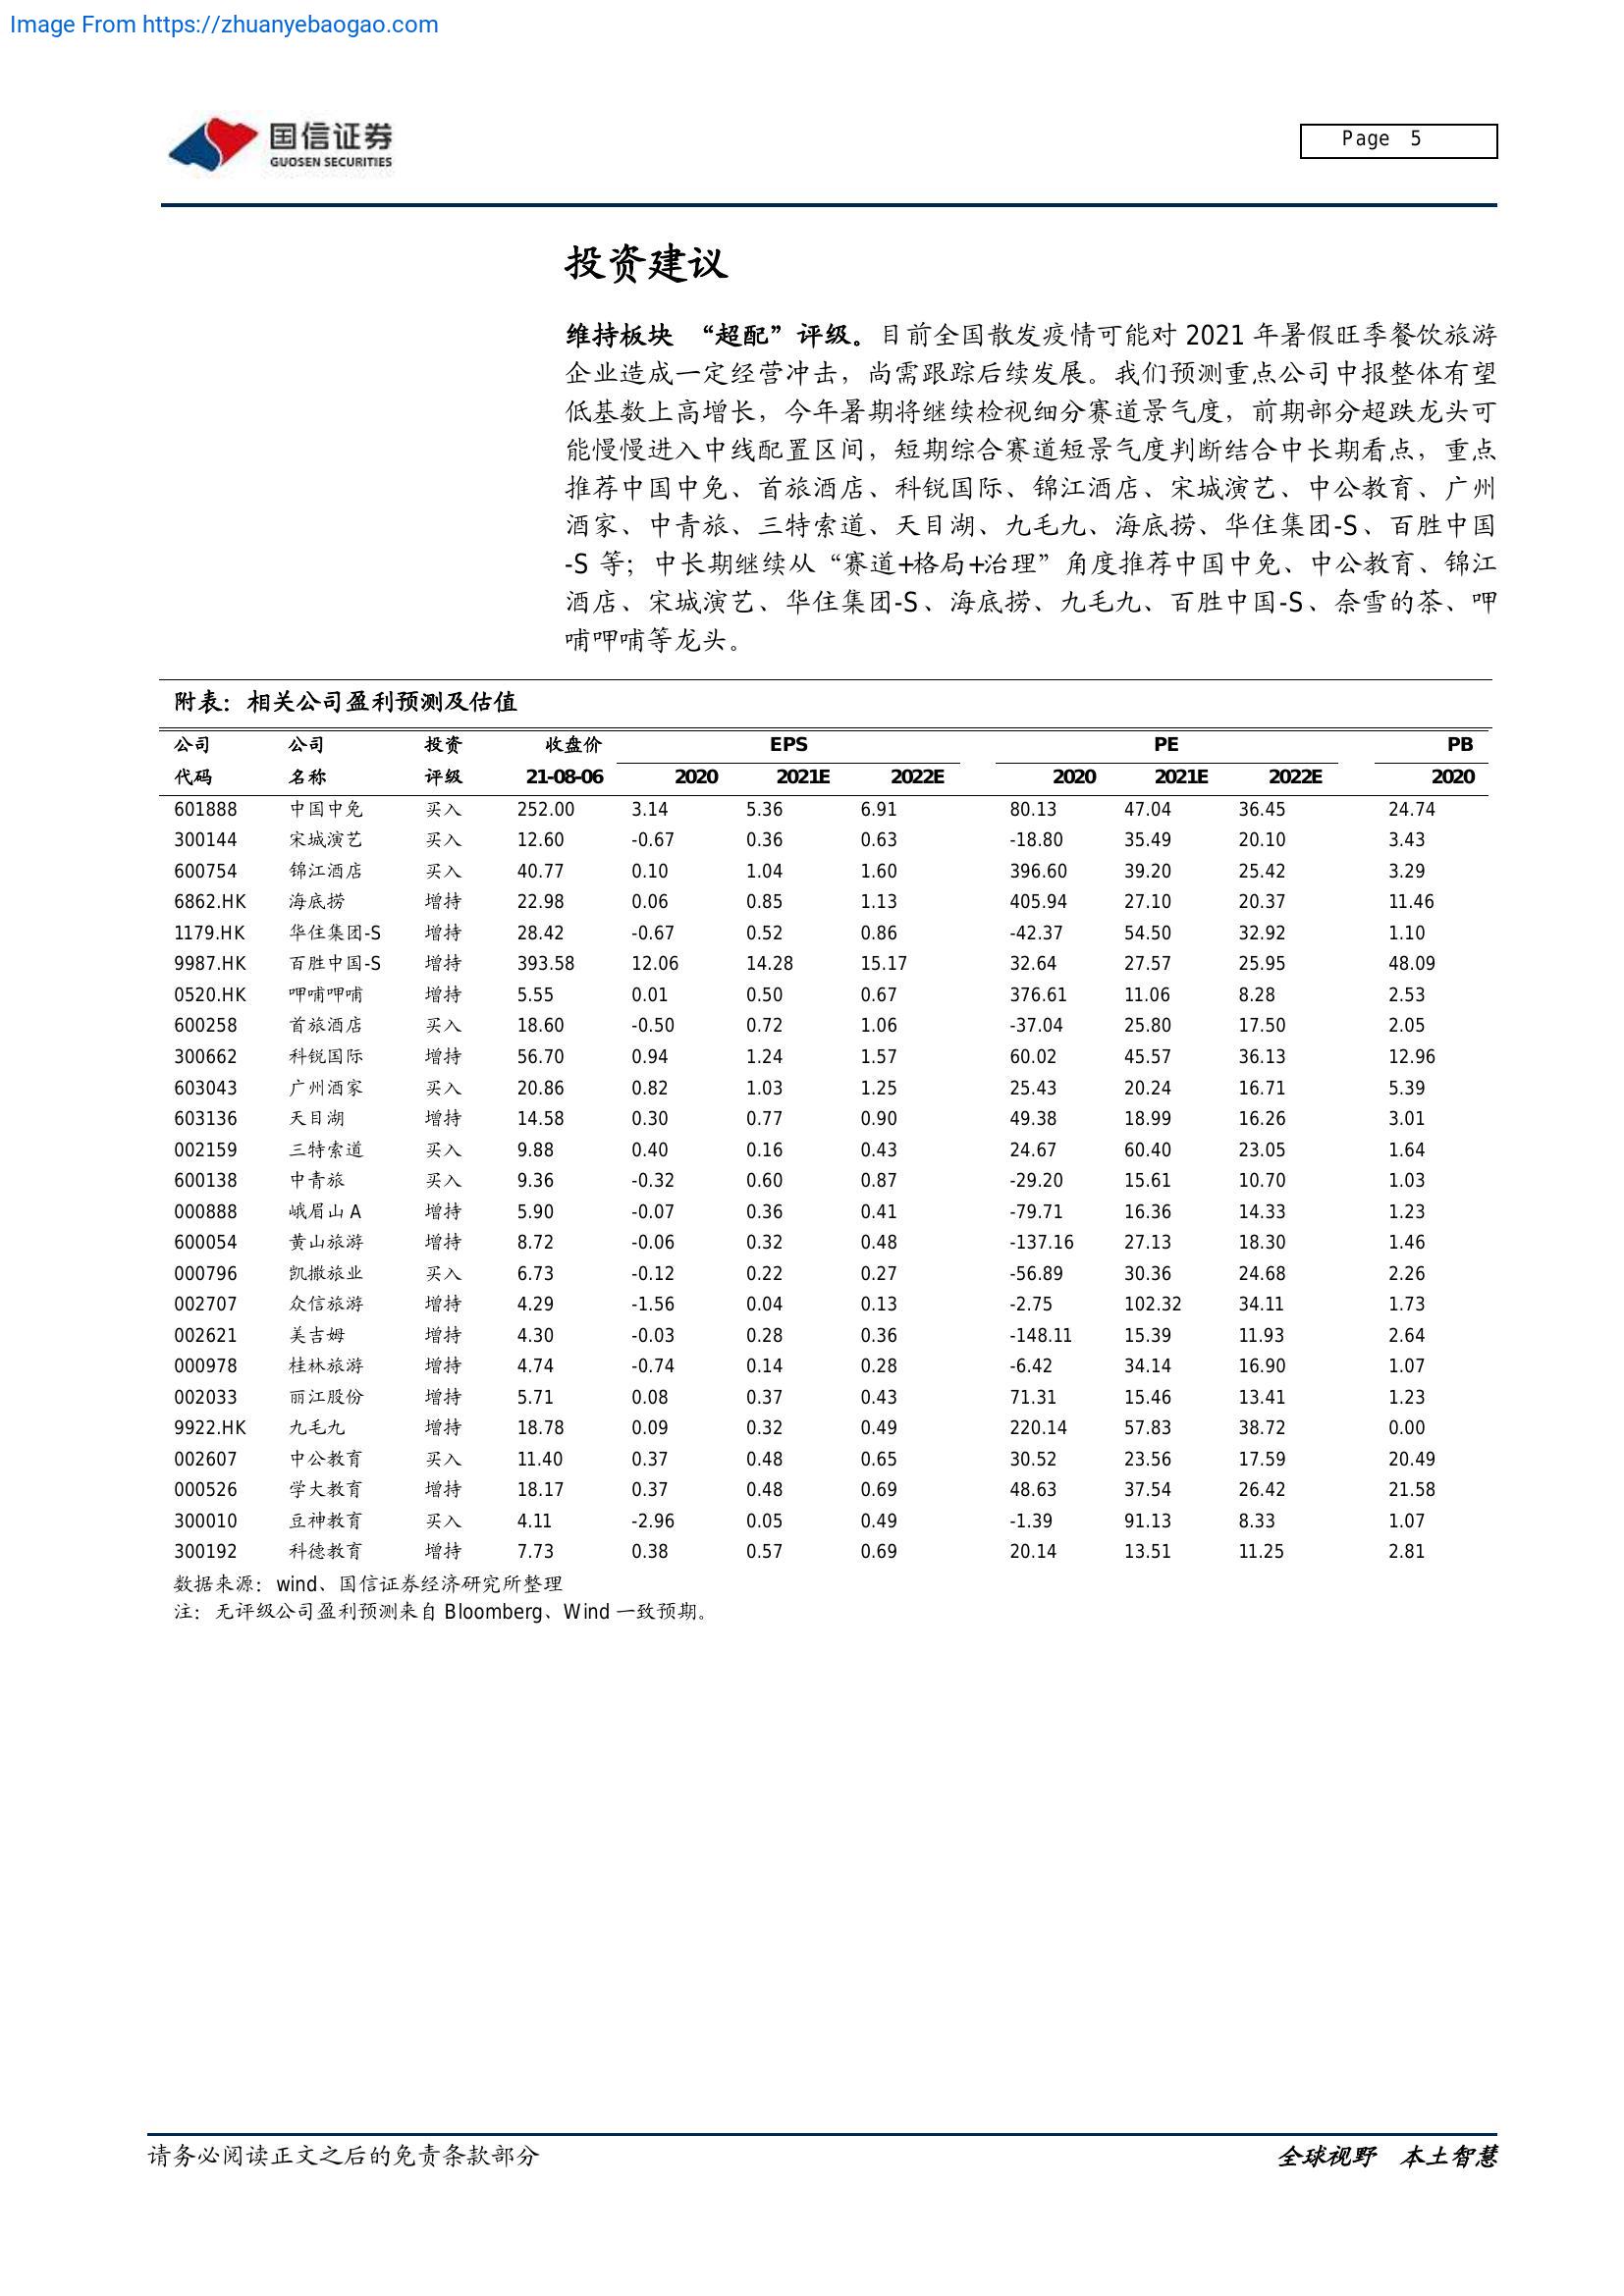 Image From https://zhuanyebaogao.com
国信证券
GUOSEN SECURITIES
Page 5
投资建议
维持板块 “超配”评级。目前全国散发疫情可能对 2021 年暑假旺季餐饮旅游
企业造成一定经营冲击，尚需跟踪后续发展。我们预测重点公司中报整体有望
低基数上高增长，今年暑期将继续检视细分赛道景气度，前期部分超跌龙头可
能慢慢进入中线配置区间，短期综合赛道短景气度判断结合中长期看点，重点
推荐中国中免、首旅酒店、科锐国际、锦江酒店、宋城演艺、中公教育、广州
酒家、中青旅、三特索道、天目湖、九毛九、海底捞、华住集团-S、百胜中国
-S 等；中长期继续从“赛道+格局+治理”角度推荐中国中免、中公教育、锦江
酒店、宋城演艺、华住集团-S、海底捞、九毛九、百胜中国-S、奈雪的茶、呷
哺呷哺等龙头。
附表：相关公司盈利预测及估值
公司 公司 投资 收盘价 EPS PE PB
代码 名称 评级 21-08-06 2020 2021E 2022E 2020 2021E 2022E 2020
601888 中国中免 买入 252.00 3.14 5.36 6.91 80.13 47.04 36.45 24.74
300144 宋城演艺 买入 12.60 -0.67 0.36 0.63 -18.80 35.49 20.10 3.43
600754 锦江酒店 买入 40.77 0.10 1.04 1.60 396.60 39.20 25.42 3.29
6862.HK 海底捞 增持 22.98 0.06 0.85 1.13 405.94 27.10 20.37 11.46
1179.HK 华住集团-S 增持 28.42 -0.67 0.52 0.86 -42.37 54.50 32.92 1.10
9987.HK 百胜中国-S 增持 393.58 12.06 14.28 15.17 32.64 27.57 25.95 48.09
0520.HK 呷哺呷哺 增持 5.55 0.01 0.50 0.67 376.61 11.06 8.28 2.53
600258 首旅酒店 买入 18.60 -0.50 0.72 1.06 -37.04 25.80 17.50 2.05
300662 科锐国际 增持 56.70 0.94 1.24 1.57 60.02 45.57 36.13 12.96
603043 广州酒家 买入 20.86 0.82 1.03 1.25 25.43 20.24 16.71 5.39
603136 天目湖 增持 14.58 0.30 0.77 0.90 49.38 18.99 16.26 3.01
002159 三特索道 买入 9.88 0.40 0.16 0.43 24.67 60.40 23.05 1.64
600138 中青旅 买入 9.36 -0.32 0.60 0.87 -29.20 15.61 10.70 1.03
000888 峨眉山 A 增持 5.90 -0.07 0.36 0.41 -79.71 16.36 14.33 1.23
600054 黄山旅游 增持 8.72 -0.06 0.32 0.48 -137.16 27.13 18.30 1.46
000796 凯撒旅业 买入 6.73 -0.12 0.22 0.27 -56.89 30.36 24.68 2.26
002707 众信旅游 增持 4.29 -1.56 0.04 0.13 -2.75 102.32 34.11 1.73
002621 美吉姆 增持 4.30 -0.03 0.28 0.36 -148.11 15.39 11.93 2.64
000978 桂林旅游 增持 4.74 -0.74 0.14 0.28 -6.42 34.14 16.90 1.07
002033 丽江股份 增持 5.71 0.08 0.37 0.43 71.31 15.46 13.41 1.23
9922.HK 九毛九 增持 18.78 0.09 0.32 0.49 220.14 57.83 38.72 0.00
002607 中公教育 买入 11.40 0.37 0.48 0.65 30.52 23.56 17.59 20.49
000526 学大教育 增持 18.17 0.37 0.48 0.69 48.63 37.54 26.42 21.58
300010 豆神教育 买入 4.11 -2.96 0.05 0.49 -1.39 91.13 8.33 1.07
300192 科德教育 增持 7.73 0.38 0.57 0.69 20.14 13.51 11.25 2.81
数据来源：wind、国信证券经济研究所整理
注：无评级公司盈利预测来自 Bloomberg、Wind 一致预期。
请务必阅读正文之后的免责条款部分
全球视野 本土智慧